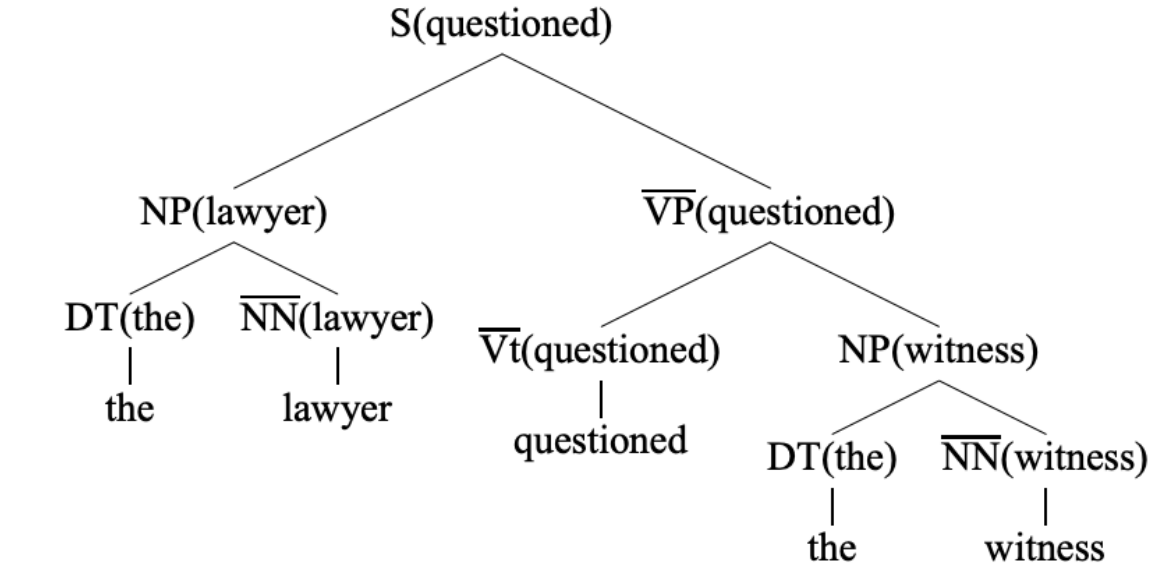 S(questioned)
NP(lawyer) V̅P̅(questioned)
DT(the) N̅N̅(lawyer)
V̅t̅(questioned) NP(witness)
the lawyer
questioned
DT(the) N̅N̅(witness)
the witness